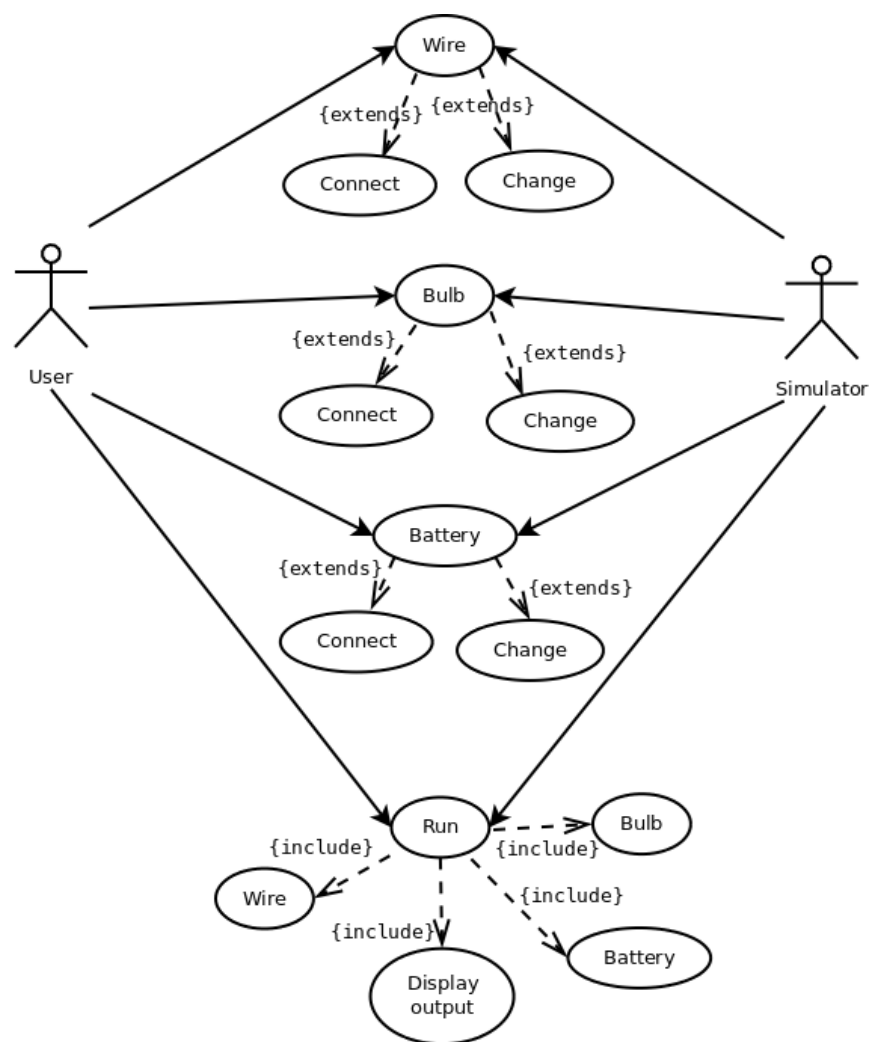 Wire
{extends}
{extends}
Connect
Change
Bulb
{extends}
{extends}
User
Simulator
Connect
Change
Battery
{extends}
{extends}
Connect
Change
Run
Bulb
{include}
{include}
Wire
{include}
{include}
Battery
Display
output